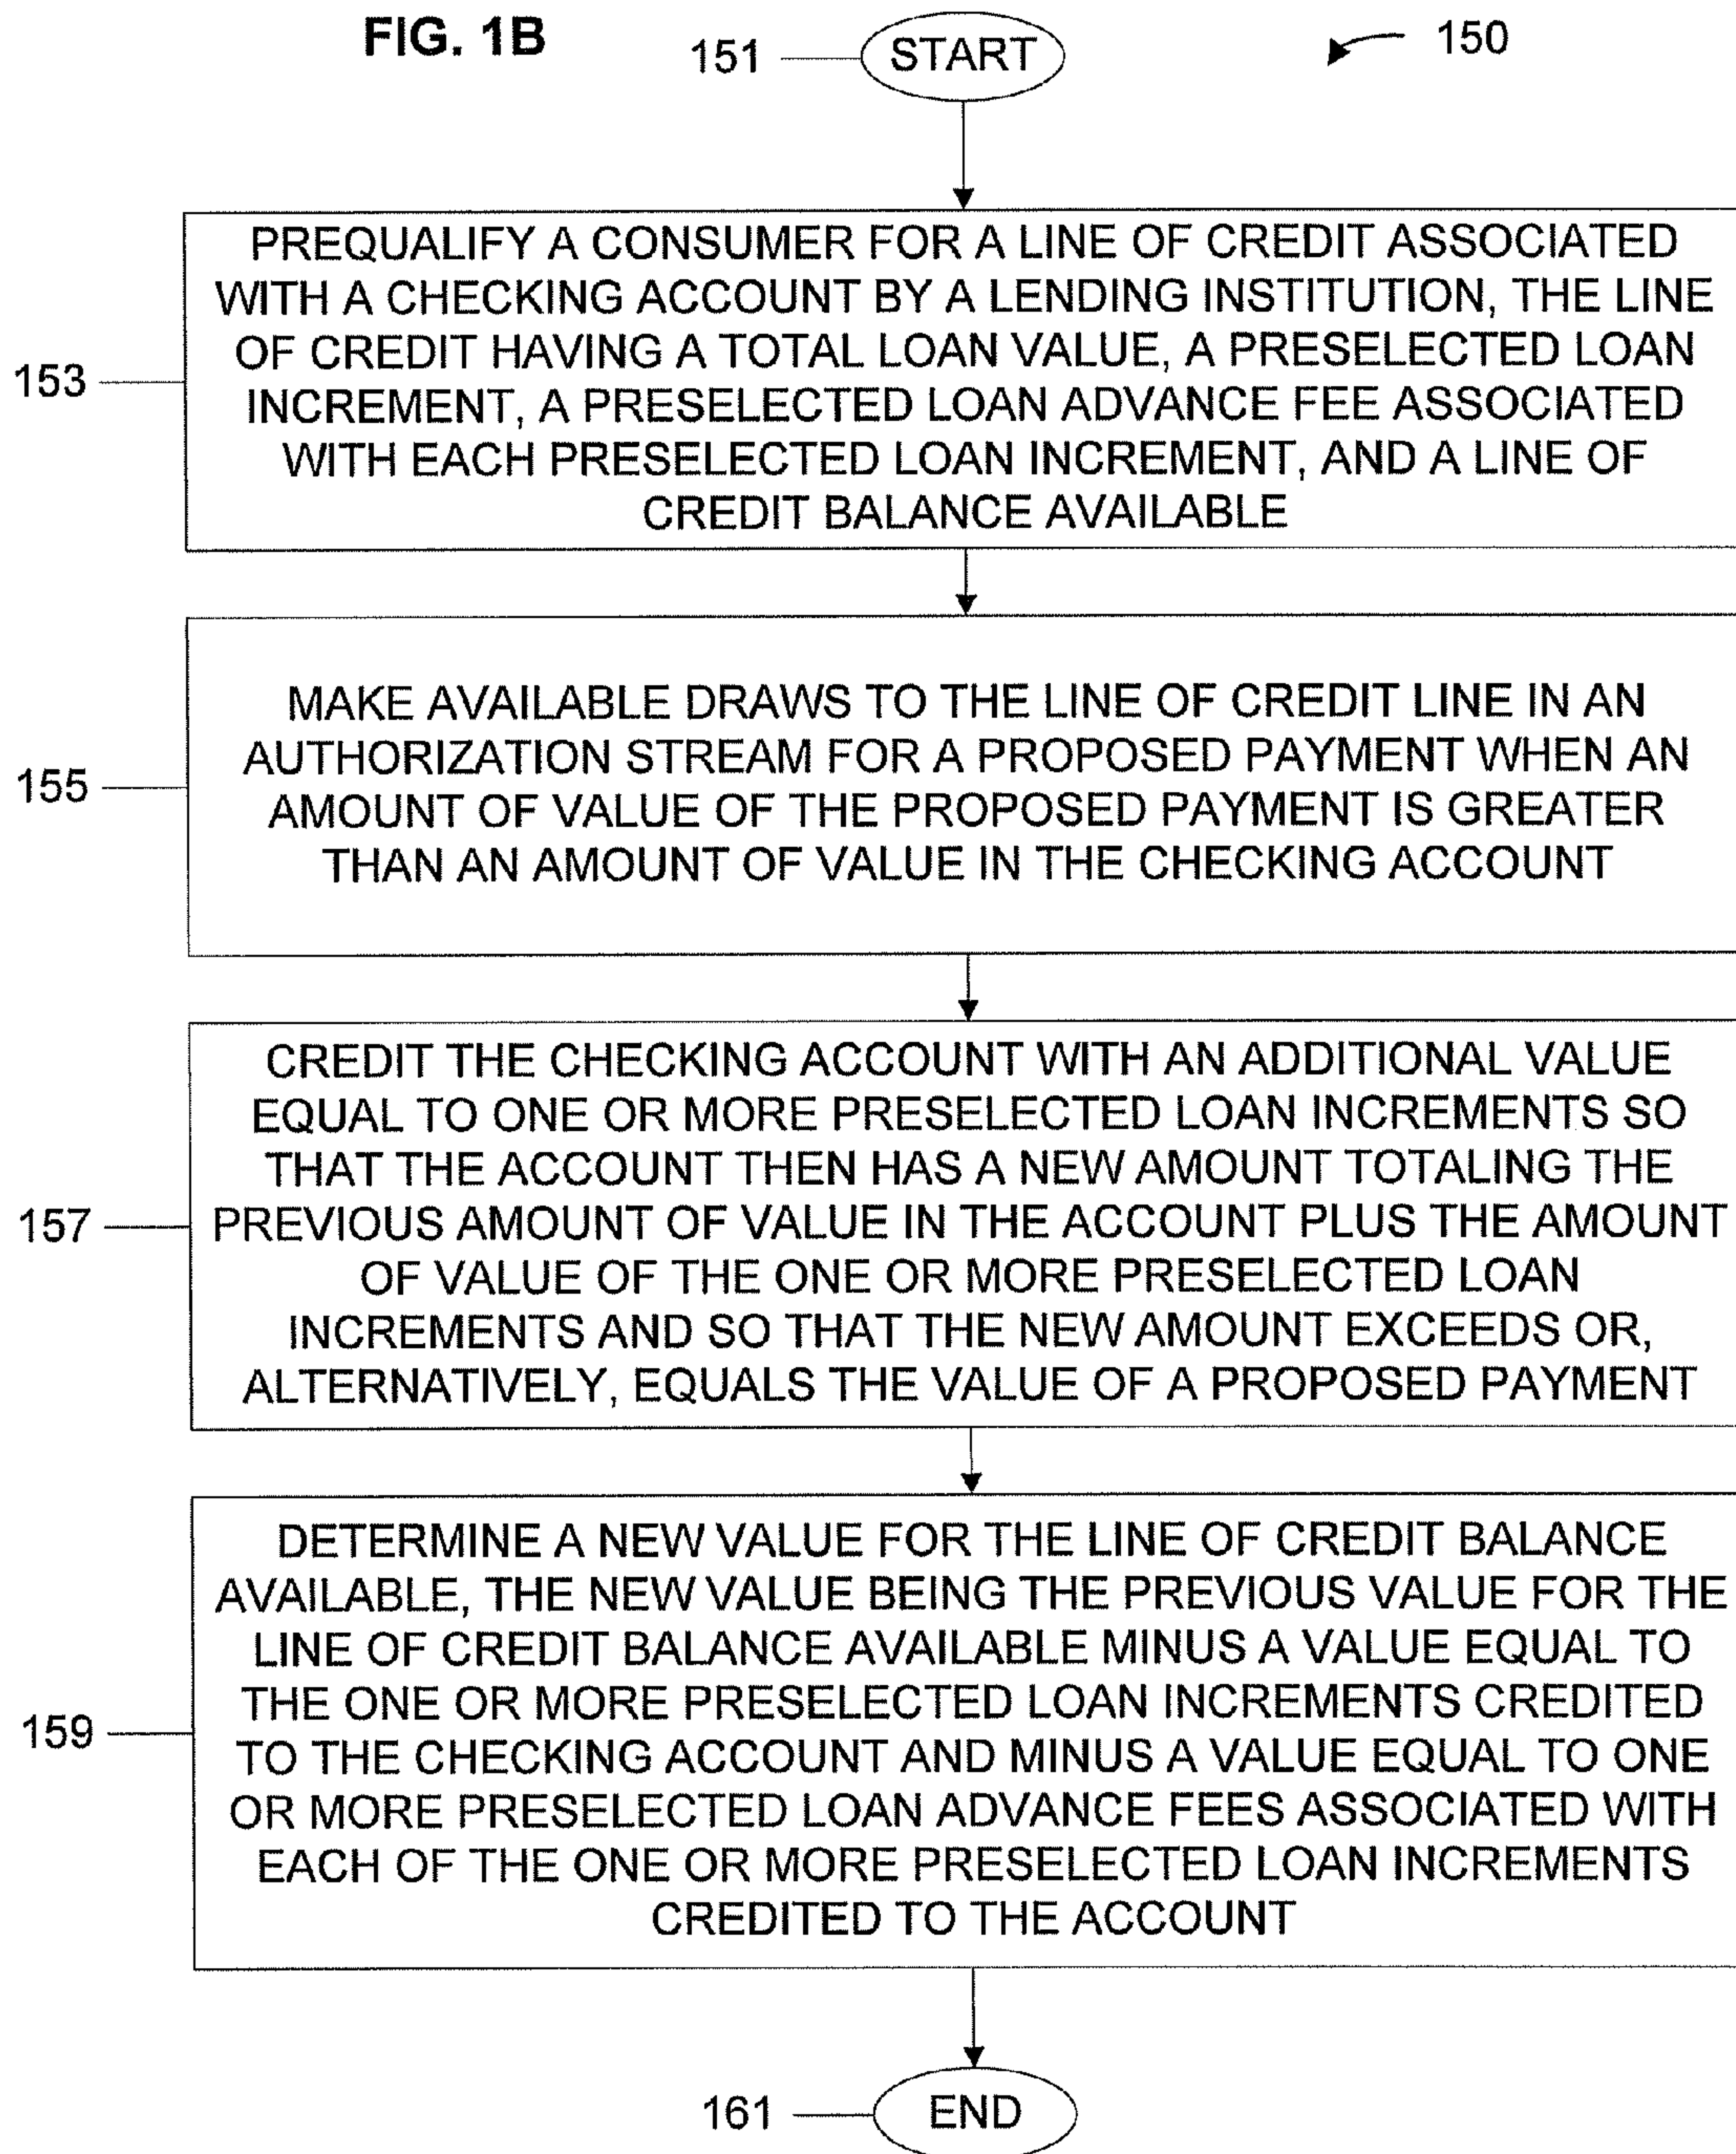 FIG. 1B
151
START
150
153
PREQUALIFY A CONSUMER FOR A LINE OF CREDIT ASSOCIATED
WITH A CHECKING ACCOUNT BY A LENDING INSTITUTION, THE LINE
OF CREDIT HAVING A TOTAL LOAN VALUE, A PRESELECTED LOAN
INCREMENT, A PRESELECTED LOAN ADVANCE FEE ASSOCIATED
WITH EACH PRESELECTED LOAN INCREMENT, AND A LINE OF
CREDIT BALANCE AVAILABLE
155
MAKE AVAILABLE DRAWS TO THE LINE OF CREDIT LINE IN AN
AUTHORIZATION STREAM FOR A PROPOSED PAYMENT WHEN AN
AMOUNT OF VALUE OF THE PROPOSED PAYMENT IS GREATER
THAN AN AMOUNT OF VALUE IN THE CHECKING ACCOUNT
157
CREDIT THE CHECKING ACCOUNT WITH AN ADDITIONAL VALUE
EQUAL TO ONE OR MORE PRESELECTED LOAN INCREMENTS SO
THAT THE ACCOUNT THEN HAS A NEW AMOUNT TOTALING THE
PREVIOUS AMOUNT OF VALUE IN THE ACCOUNT PLUS THE AMOUNT
OF VALUE OF THE ONE OR MORE PRESELECTED LOAN
INCREMENTS AND SO THAT THE NEW AMOUNT EXCEEDS OR,
ALTERNATIVELY, EQUALS THE VALUE OF A PROPOSED PAYMENT
159
DETERMINE A NEW VALUE FOR THE LINE OF CREDIT BALANCE
AVAILABLE, THE NEW VALUE BEING THE PREVIOUS VALUE FOR THE
LINE OF CREDIT BALANCE AVAILABLE MINUS A VALUE EQUAL TO
THE ONE OR MORE PRESELECTED LOAN INCREMENTS CREDITED
TO THE CHECKING ACCOUNT AND MINUS A VALUE EQUAL TO ONE
OR MORE PRESELECTED LOAN ADVANCE FEES ASSOCIATED WITH
EACH OF THE ONE OR MORE PRESELECTED LOAN INCREMENTS
CREDITED TO THE ACCOUNT
161
END